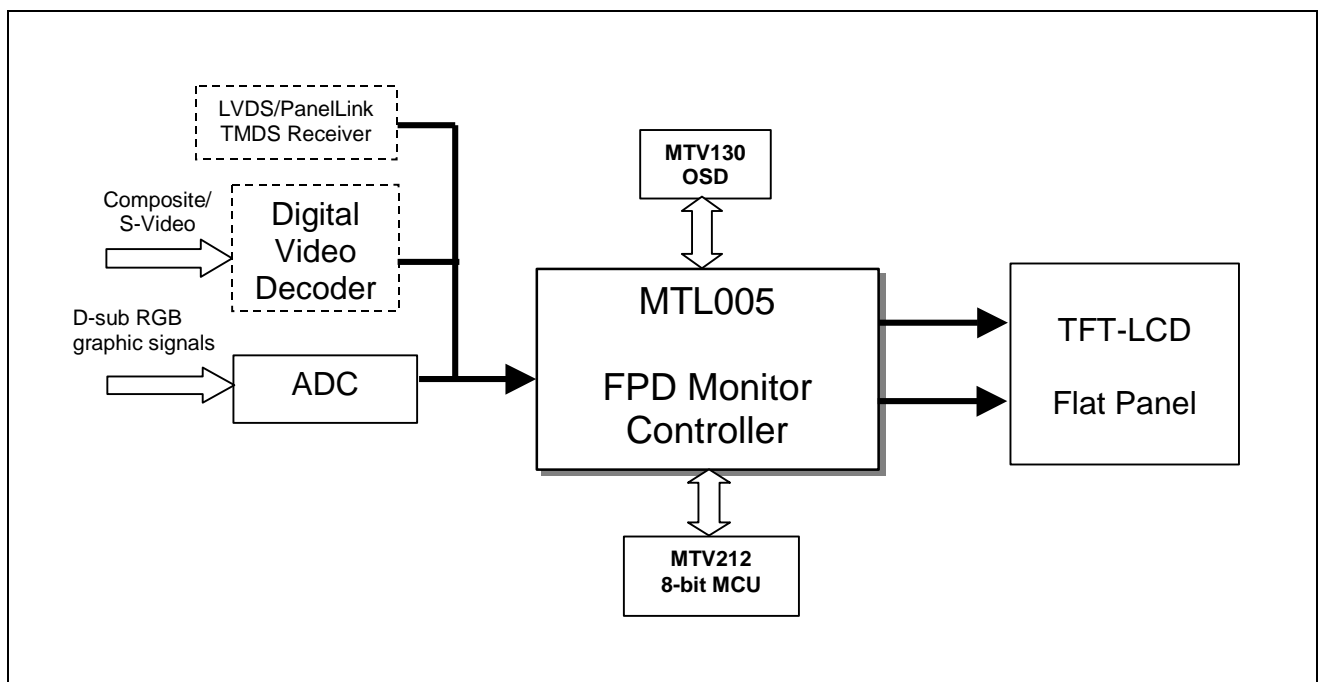 LVDS/PanelLink
TMDS Receiver
Composite/
S-Video
Digital
Video
Decoder
D-sub RGB
graphic signals
ADC
MTV130
OSD
MTL005
FPD Monitor
Controller
MTV212
8-bit MCU
TFT-LCD
Flat Panel